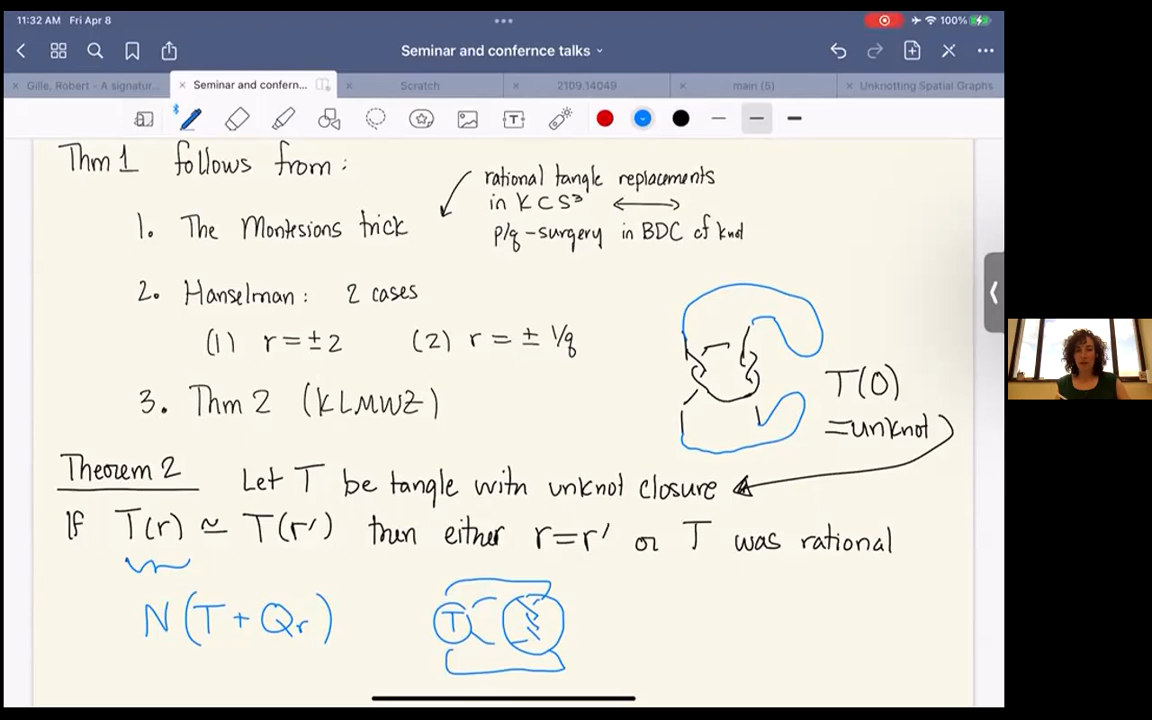 11:32 AM Fri Apr 8
100%
Seminar and confernce talks
Gille, Robert - A signatur...
Seminar and confern...
Scratch
2109.14049
main (5)
Unknotting Spatial Graphs
Thm 1 follows from:
rational tangle replacements
in K ⊂ S³ ⟷
p/q-surgery in BDC of knot
1. The Montesions trick
2. Hanselman: 2 cases
(1) r = ±2 (2) r = ± 1/q
3. Thm 2 (KLMWZ)
T(0)
= unknot
Theorem 2 Let T be tangle with unknot closure
If T(r) ≃ T(r') then either r=r' or T was rational
N(T + Qr)
T